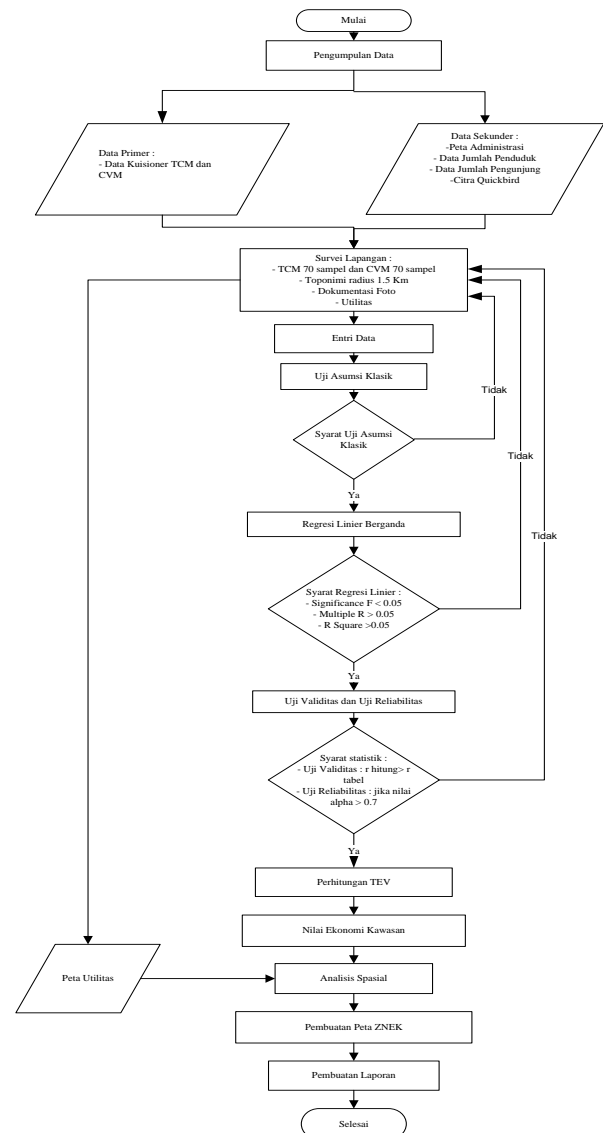 Mulai
Pengumpulan Data
Data Primer :
- Data Kuisioner TCM dan
CVM
Data Sekunder :
-Peta Administrasi
- Data Jumlah Penduduk
- Data Jumlah Pengunjung
-Citra Quickbird
Survei Lapangan :
- TCM 70 sampel dan CVM 70 sampel
- Toponimi radius 1.5 Km
- Dokumentasi Foto
- Utilitas
Entri Data
Uji Asumsi Klasik
Tidak
Syarat Uji Asumsi
Klasik
Tidak
Ya
Regresi Linier Berganda
Tidak
Syarat Regresi Linier :
- Significance F < 0.05
- Multiple R > 0.05
- R Square >0.05
Ya
Uji Validitas dan Uji Reliabilitas
Syarat statistik :
- Uji Validitas : r hitung> r
tabel
- Uji Reliabilitas : jika nilai
alpha > 0.7
Ya
Perhitungan TEV
Nilai Ekonomi Kawasan
Peta Utilitas
Analisis Spasial
Pembuatan Peta ZNEK
Pembuatan Laporan
Selesai